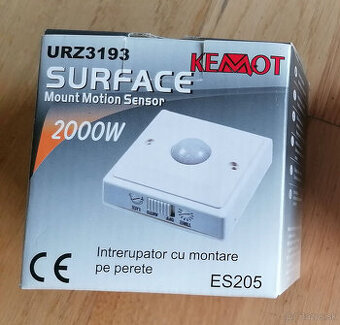 URZ3193
KEMOT
SURFACE
Mount Motion Sensor
2000W
Intrerupator cu montare
pe perete
CE
ES205